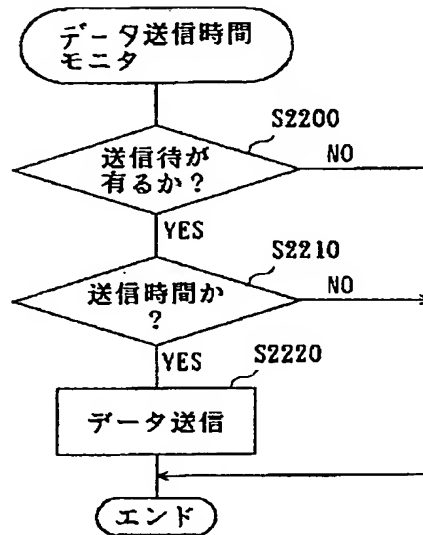 データ送信時間
モニタ
S2200
送信待が
有るか?
NO
YES
S2210
送信時間か
?
NO
YES
S2220
データ送信
エンド